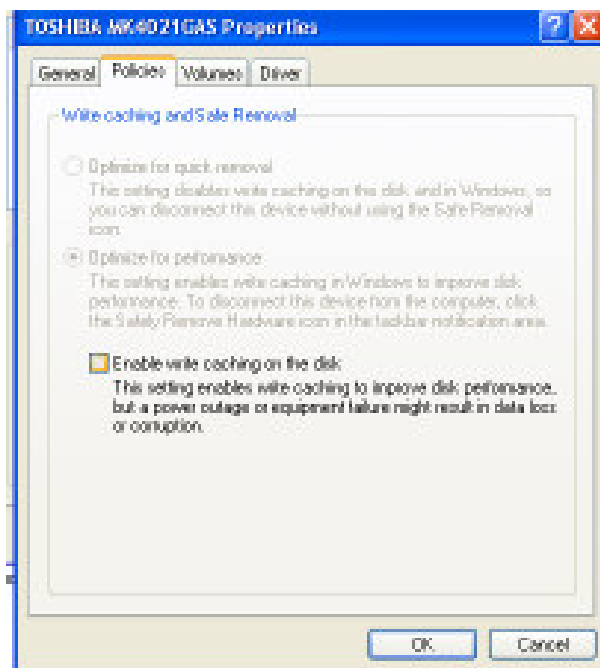 TOSHIBA MK4021GAS Properties
General Policies Volumes Driver
Write caching and Safe Removal
Optimize for quick removal
This setting disables write caching on the disk and in Windows, so
you can disconnect this device without using the Safe Removal
icon.
Optimize for performance
This setting enables write caching in Windows to improve disk
performance. To disconnect this device from the computer, click
the Safely Remove Hardware icon in the taskbar notification area.
Enable write caching on the disk
This setting enables write caching to improve disk performance,
but a power outage or equipment failure might result in data loss
or corruption.
OK Cancel